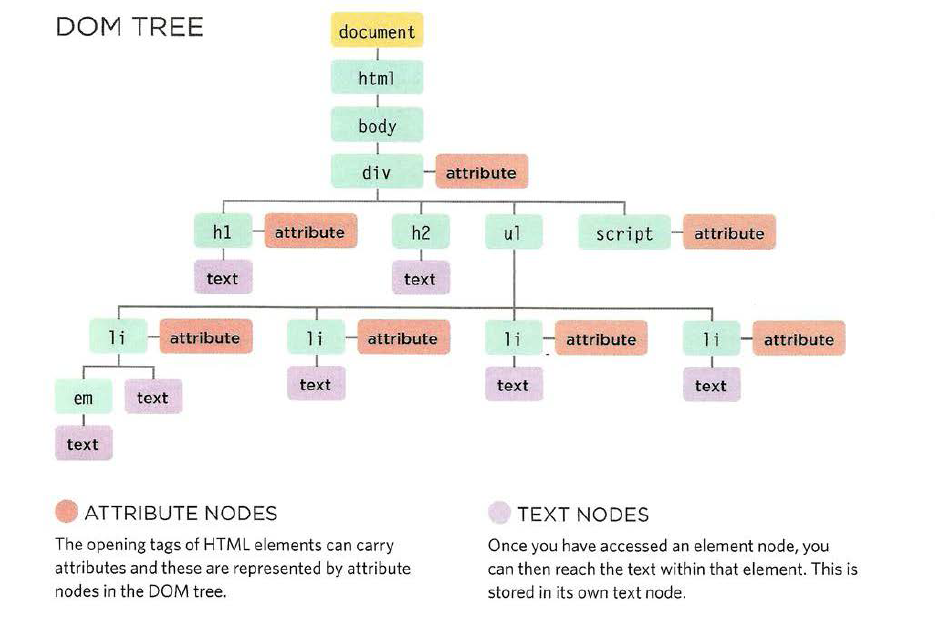 DOM TREE
document
html
body
div attribute
h1 attribute h2 ul script attribute
text text
li attribute li attribute li attribute li attribute
text text text
em text
text
ATTRIBUTE NODES
The opening tags of HTML elements can carry
attributes and these are represented by attribute
nodes in the DOM tree.
TEXT NODES
Once you have accessed an element node, you
can then reach the text within that element. This is
stored in its own text node.